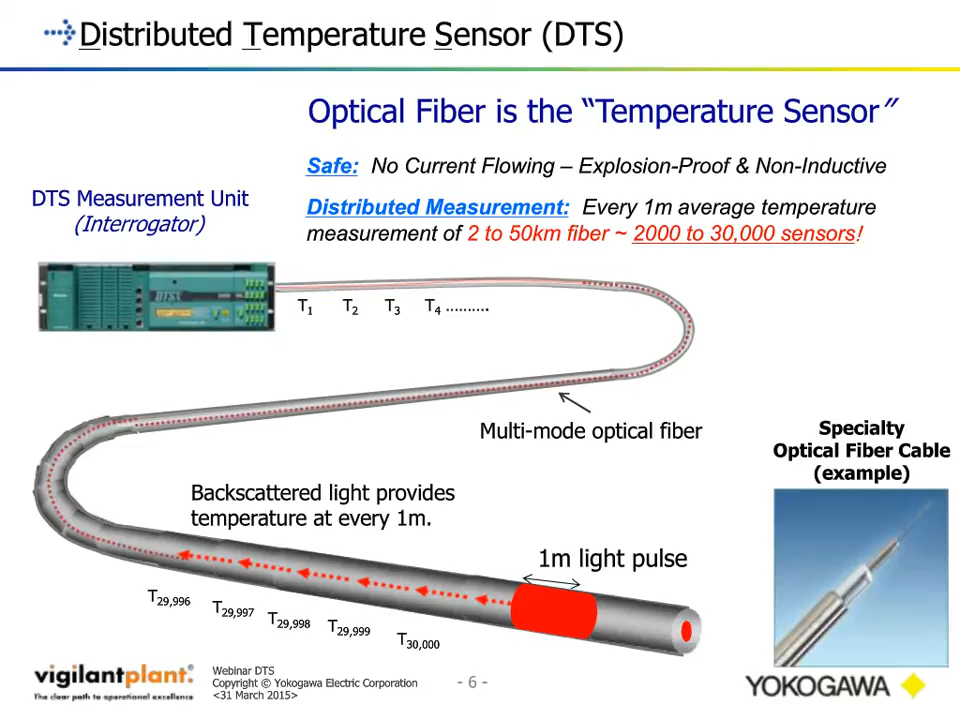 Distributed Temperature Sensor (DTS)
Optical Fiber is the “Temperature Sensor”
Safe: No Current Flowing – Explosion-Proof & Non-Inductive
DTS Measurement Unit
(Interrogator)
Distributed Measurement: Every 1m average temperature
measurement of 2 to 50km fiber ~ 2000 to 30,000 sensors!
DTSX
T1 T2 T3 T4 ..........
Multi-mode optical fiber
Specialty
Optical Fiber Cable
(example)
Backscattered light provides
temperature at every 1m.
1m light pulse
T29,996
T29,997
T29,998
T29,999
T30,000
vigilantplant.®
The clear path to operational excellence
Webinar DTS
Copyright © Yokogawa Electric Corporation
<31 March 2015>
- 6 -
YOKOGAWA